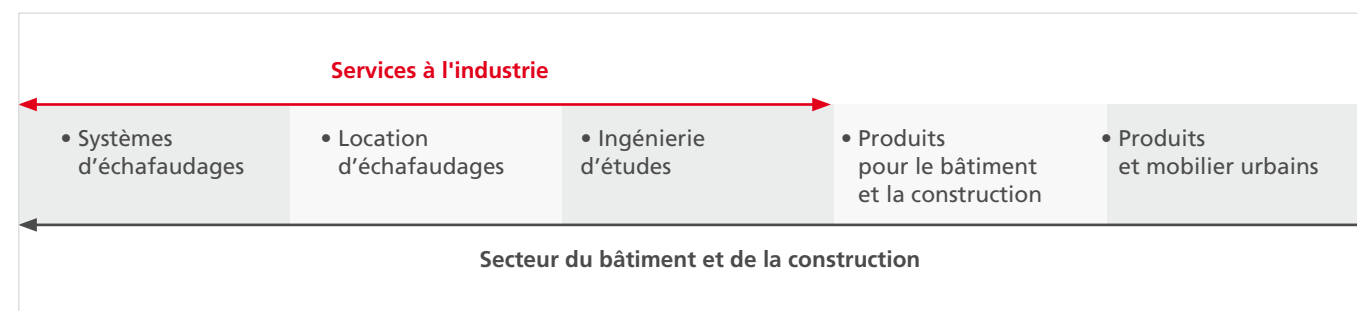 Services à l'industrie
• Systèmes
d’échafaudages
• Location
d’échafaudages
• Ingénierie
d’études
• Produits
pour le bâtiment
et la construction
• Produits
et mobilier urbains
Secteur du bâtiment et de la construction